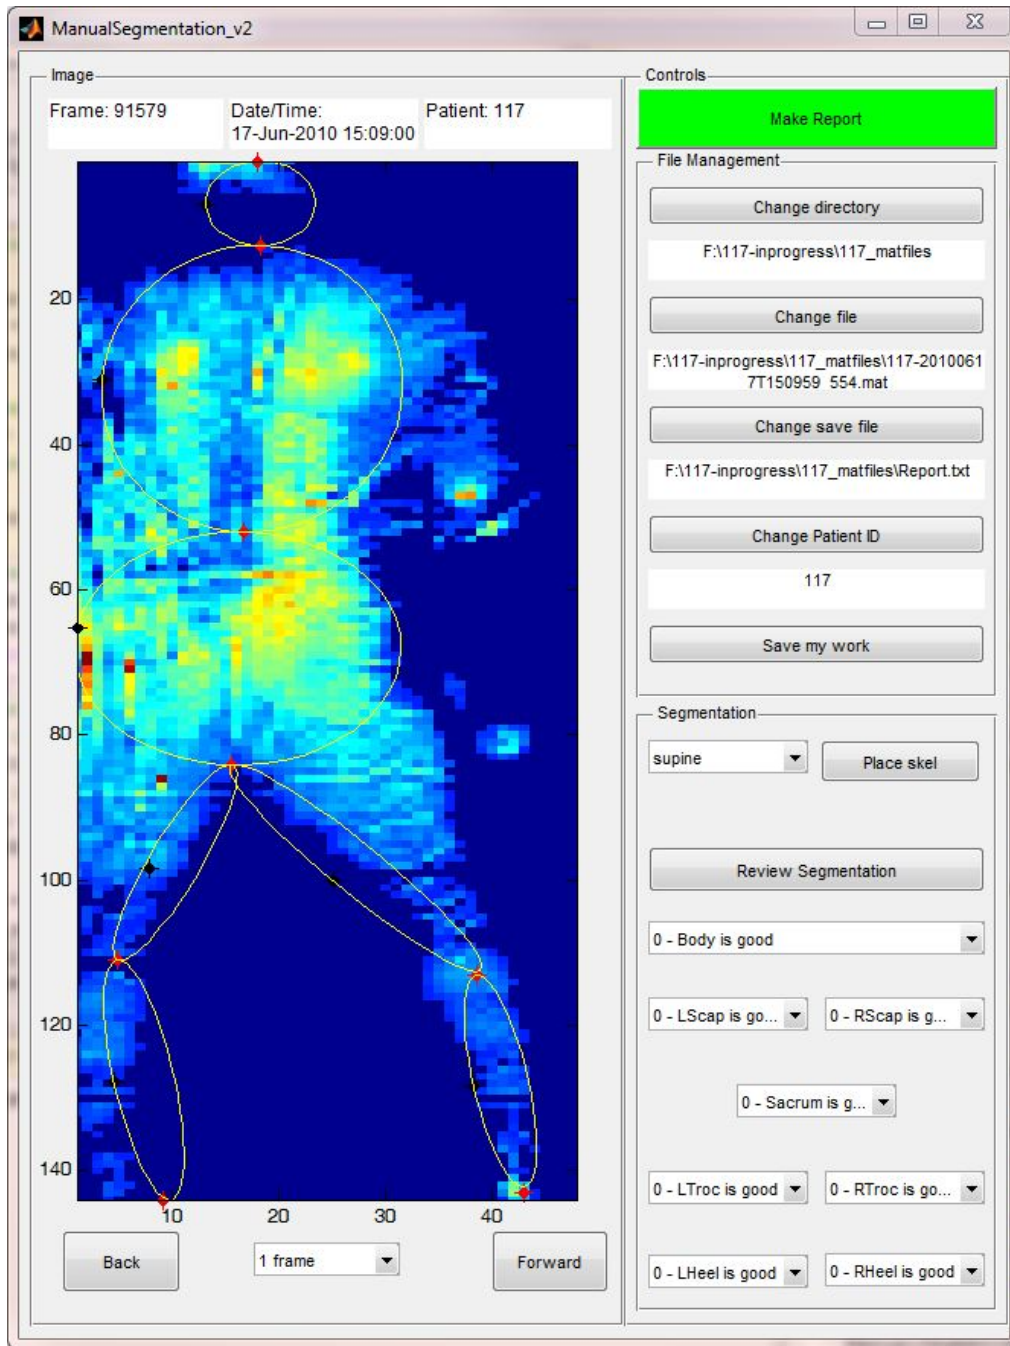 ManualSegmentation_v2
Image
Frame: 91579
Date/Time:
17-Jun-2010 15:09:00
Patient: 117
20
40
60
80
100
120
140
10
20
30
40
Back
1 frame
Forward
Controls
Make Report
File Management
Change directory
F:\117-inprogress\117_matfiles
Change file
F:\117-inprogress\117_matfiles\117-2010061
7T150959_554.mat
Change save file
F:\117-inprogress\117_matfiles\Report.txt
Change Patient ID
117
Save my work
Segmentation
supine
Place skel
Review Segmentation
0 - Body is good
0 - LScap is go...
0 - RScap is g...
0 - Sacrum is g...
0 - LTroc is good
0 - RTroc is go...
0 - LHeel is good
0 - RHeel is good